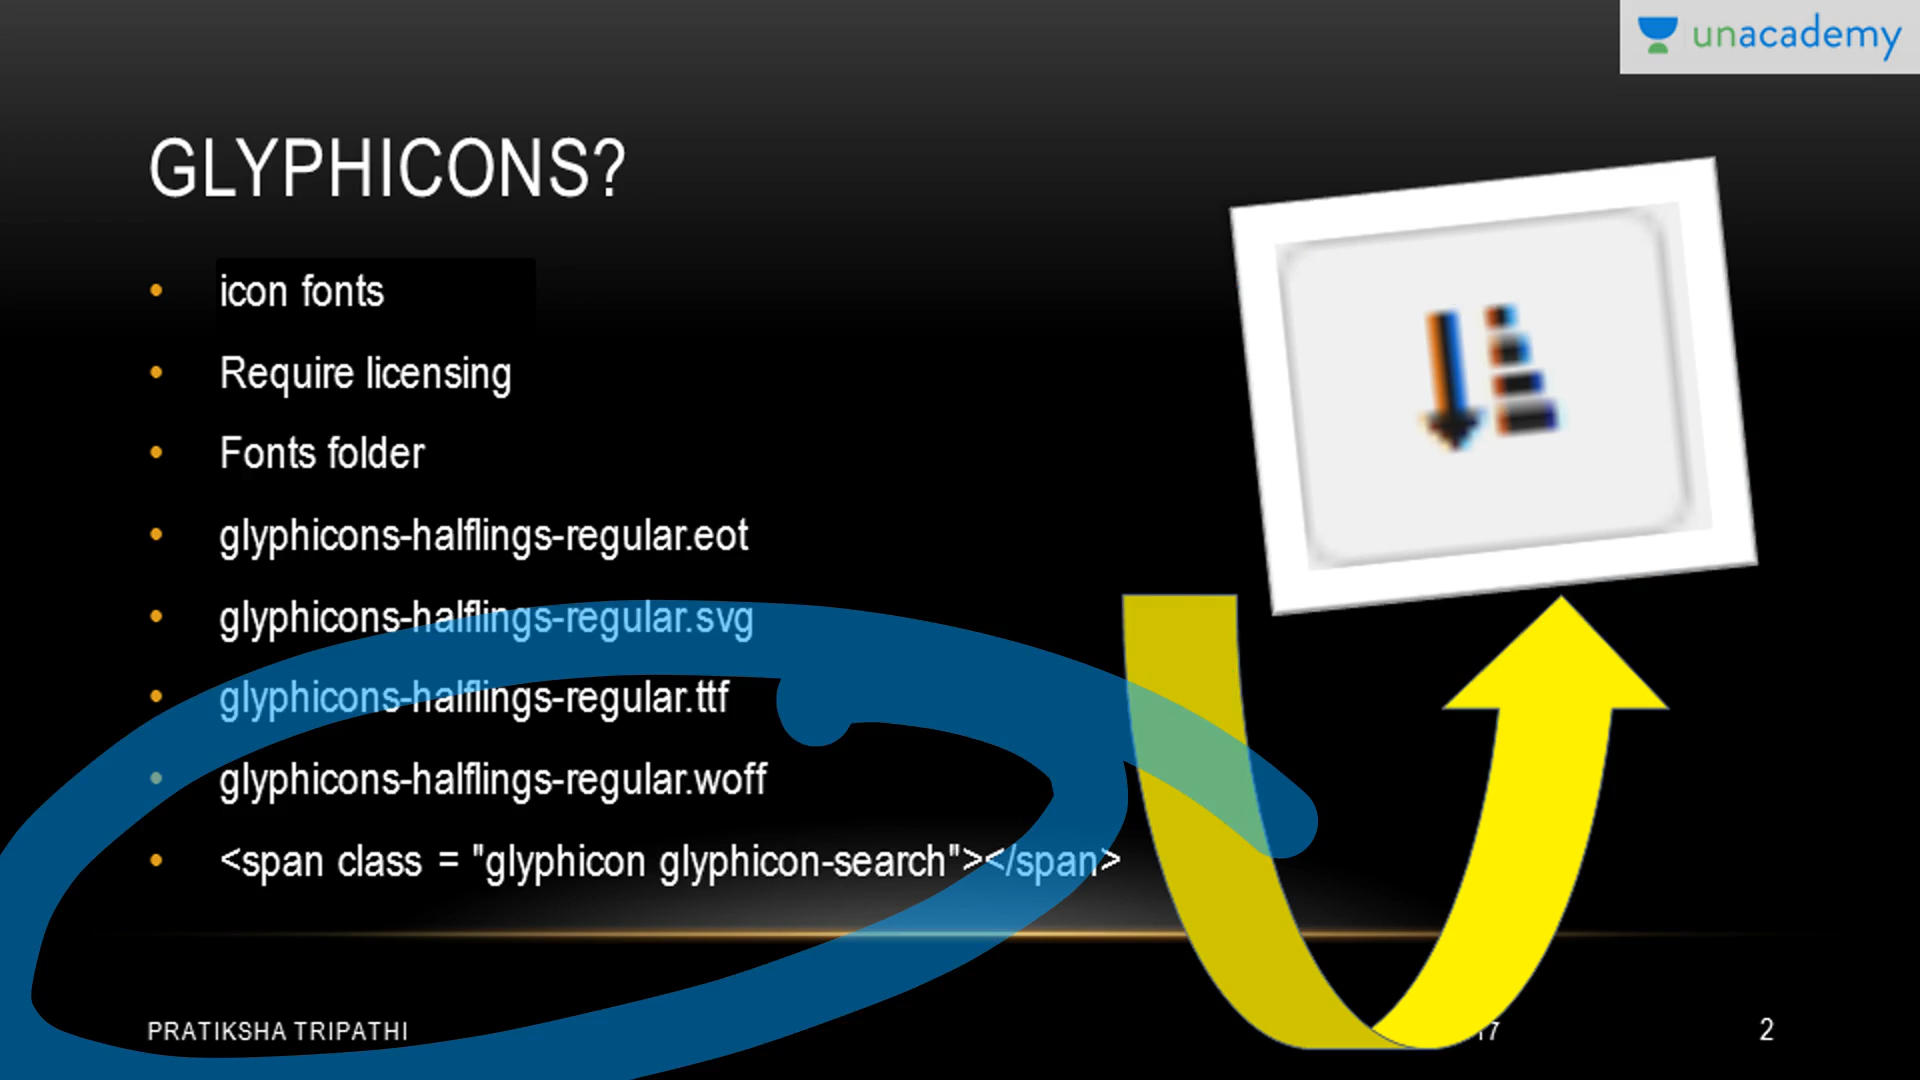 unacademy
GLYPHICONS?
icon fonts
Require licensing
Fonts folder
glyphicons-halflings-regular.eot
glyphicons-halflings-regular.svg
glyphicons-halflings-regular.ttf
glyphicons-halflings-regular.woff
<span class = "glyphicon glyphicon-search"></span>
PRATIKSHA TRIPATHI
2